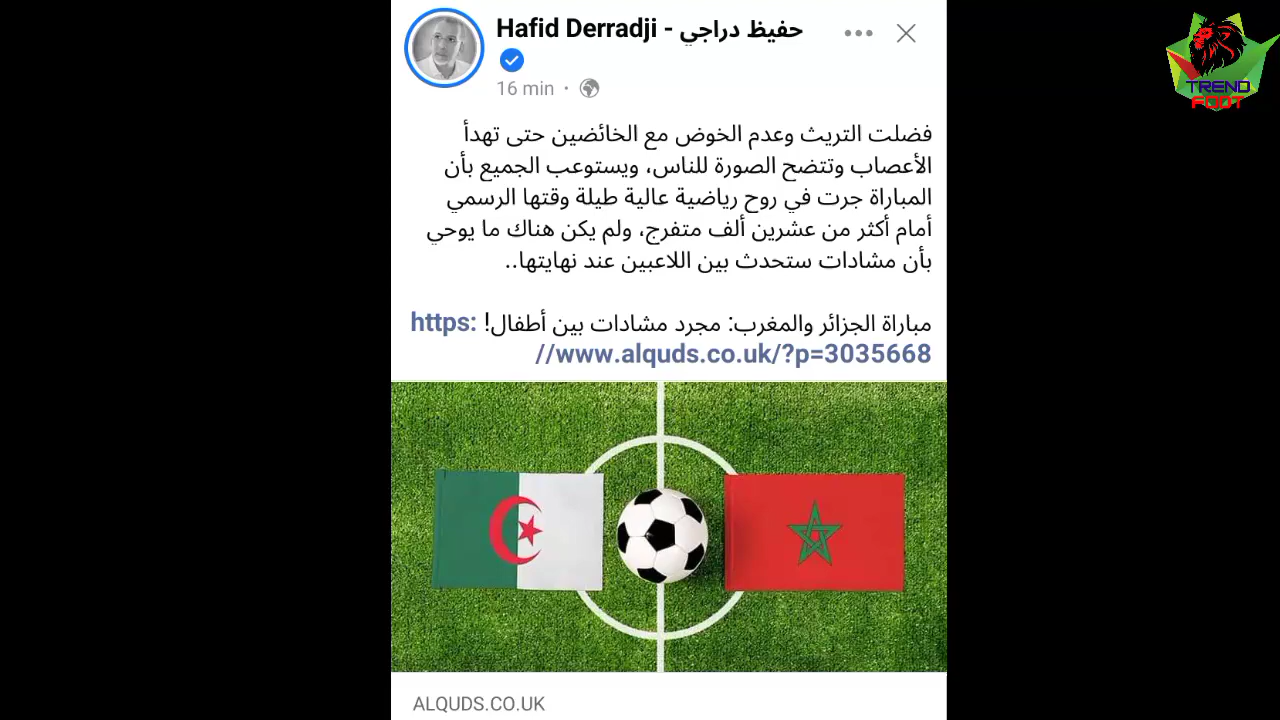 Hafid Derradji - حفيظ دراجي
16 min ·
فضلت التريث وعدم الخوض مع الخائضين حتى تهدأ
الأعصاب وتتضح الصورة للناس، ويستوعب الجميع بأن
المباراة جرت في روح رياضية عالية طيلة وقتها الرسمي
أمام أكثر من عشرين ألف متفرج، ولم يكن هناك ما يوحي
بأن مشادات ستحدث بين اللاعبين عند نهايتها..
مباراة الجزائر والمغرب: مجرد مشادات بين أطفال! https:
//www.alquds.co.uk/?p=3035668
ALQUDS.CO.UK
TREND
FOOT